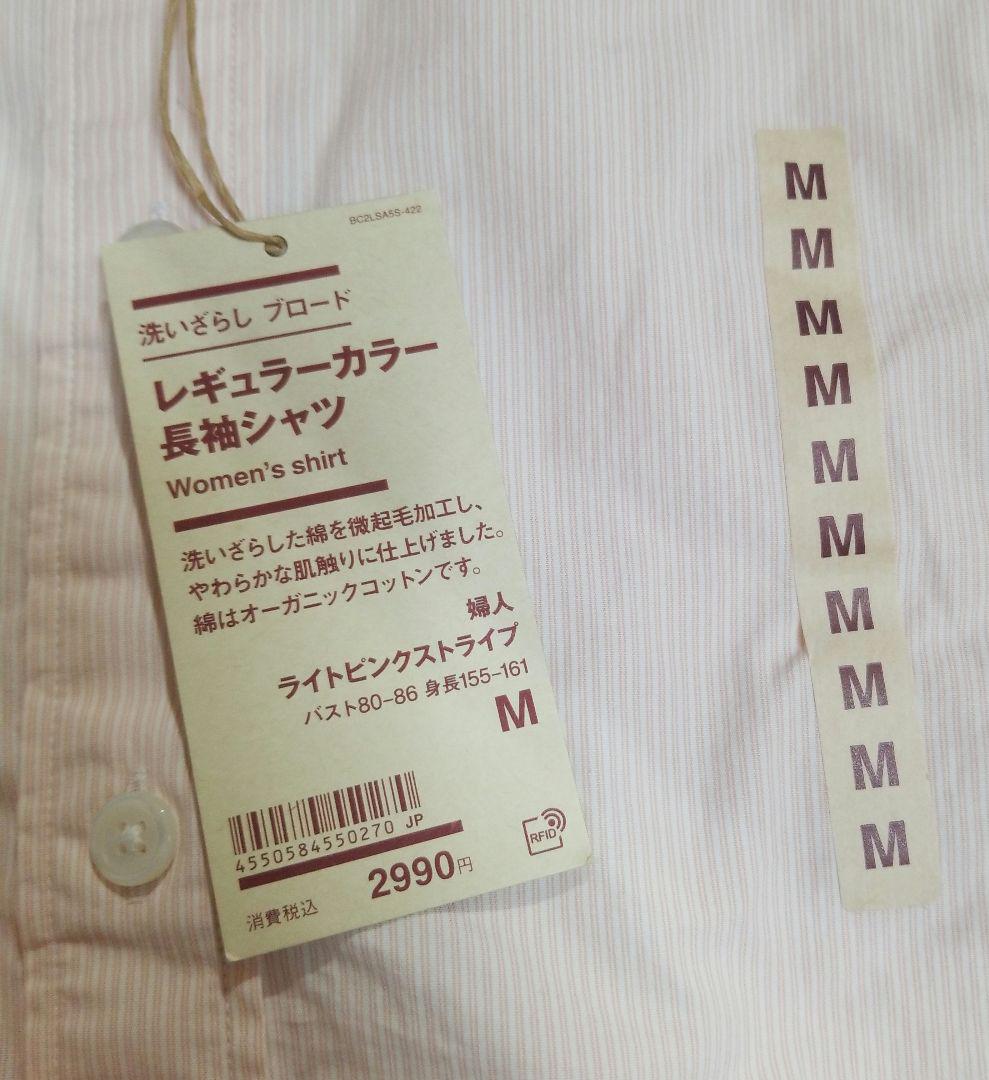 BC2LSA5S-422
洗いざらし ブロード
レギュラーカラー
長袖シャツ
Women's shirt
洗いざらした綿を微起毛加工し、
やわらかな肌触りに仕上げました。
綿はオーガニックコットンです。
婦人
ライトピンクストライプ
バスト80-86 身長155-161
M
4550584550270 JP
RFID
2990円
消費税込
M
M
M
M
M
M
M
M
M
M